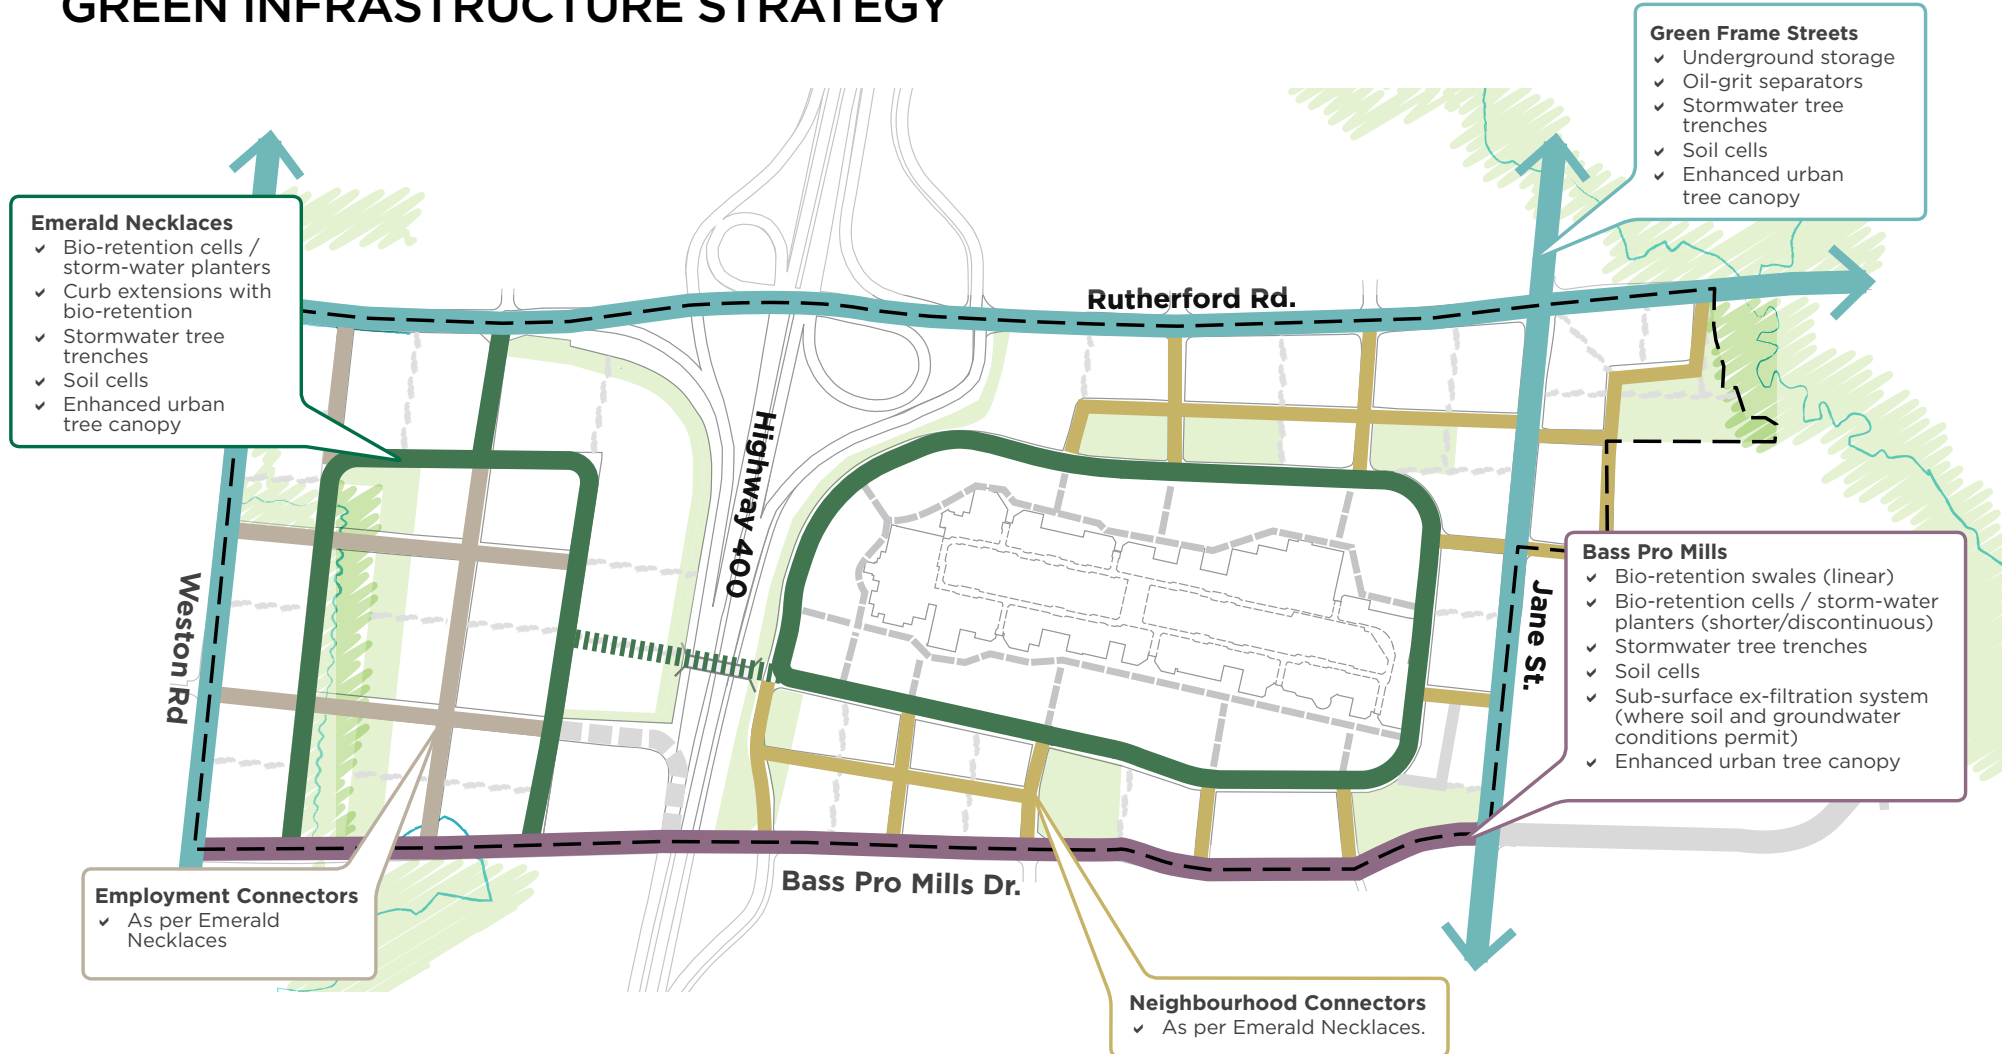 GREEN INFRASTRUCTURE STRATEGY
Green Frame Streets
Underground storage
Oil-grit separators
Stormwater tree
trenches
Soil cells
Enhanced urban
tree canopy
Emerald Necklaces
Bio-retention cells /
storm-water planters
Curb extensions with
bio-retention
Stormwater tree
trenches
Soil cells
Enhanced urban
tree canopy
Rutherford Rd.
Highway 400
Weston Rd
Jane St.
Bass Pro Mills
Bio-retention swales (linear)
Bio-retention cells / storm-water
planters (shorter/discontinuous)
Stormwater tree trenches
Soil cells
Sub-surface ex-filtration system
(where soil and groundwater
conditions permit)
Enhanced urban tree canopy
Bass Pro Mills Dr.
Employment Connectors
As per Emerald
Necklaces
Neighbourhood Connectors
As per Emerald Necklaces.